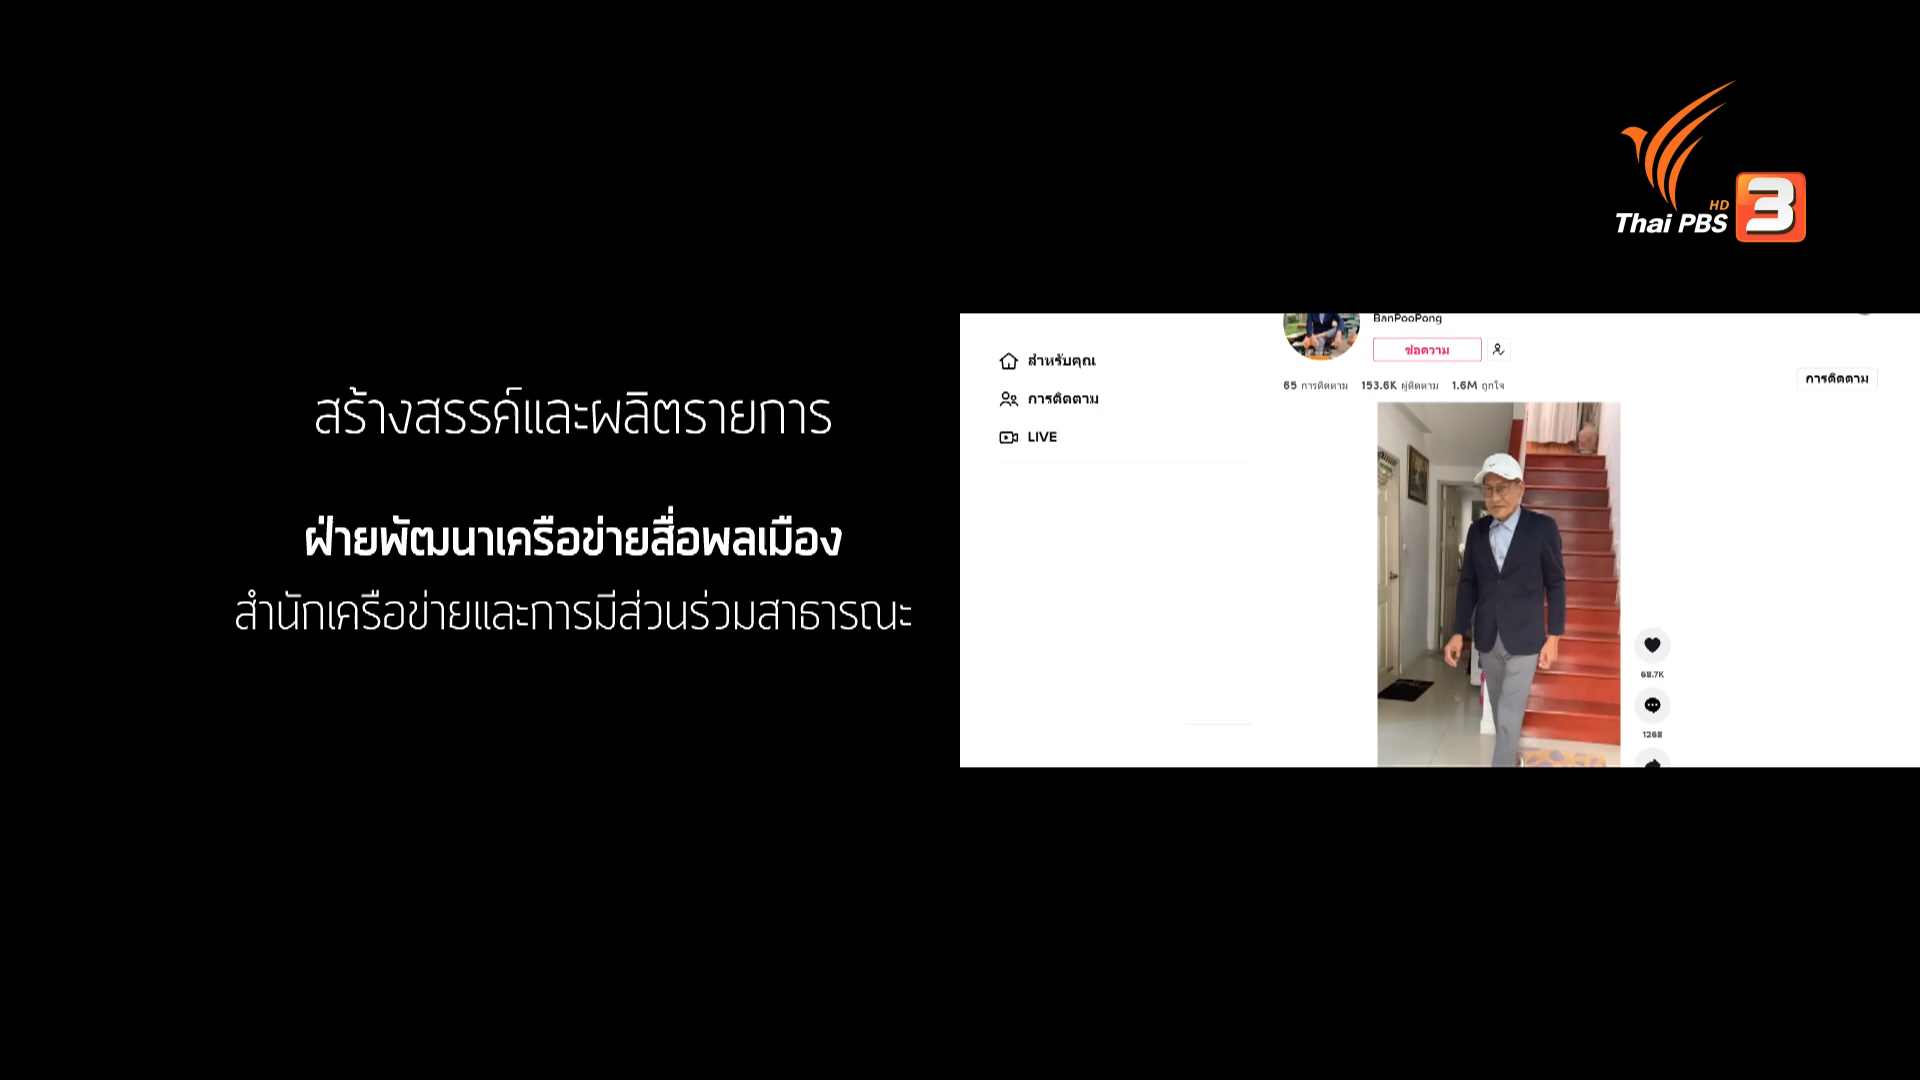 HD
Thai PBS 3
สร้างสรรค์และผลิตรายการ
ฝ่ายพัฒนาเครือข่ายสื่อพลเมือง
สำนักเครือข่ายและการมีส่วนร่วมสาธารณะ
BanPooPong
สำหรับคุณ
ข้อความ
65 การติดตาม 153.6K ผู้ติดตาม 1.6M ถูกใจ
การติดตาม
การติดตาม
LIVE
68.7K
1268